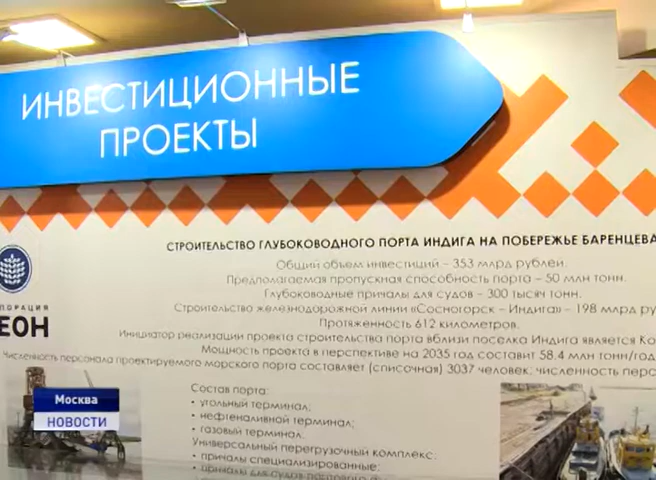 ИНВЕСТИЦИОННЫЕ
ПРОЕКТЫ
СТРОИТЕЛЬСТВО ГЛУБОКОВОДНОГО ПОРТА ИНДИГА НА ПОБЕРЕЖЬЕ БАРЕНЦЕВА
Общий объем инвестиций – 353 млрд рублей.
Предполагаемая пропускная способность порта – 50 млн тонн.
Глубоководные причалы для судов – 300 тысяч тонн.
Строительство железнодорожной линии «Сосногорск – Индига» – 198 млрд ру
Протяженность 612 километров.
Инициатор реализации проекта строительства порта вблизи поселка Индига является Ко
Мощность проекта в перспективе на 2035 год составит 58.4 млн тонн/год
Численность персонала проектируемого морского порта составляет (списочная) 3037 человек, численность перс
ПОРАЦИЯ
ЕОН
Состав порта:
• угольный терминал;
• нефтеналивной терминал;
• газовый терминал.
Универсальный перегрузочный комплекс:
• причалы специализированные;
• причалы для судов
Москва
НОВОСТИ